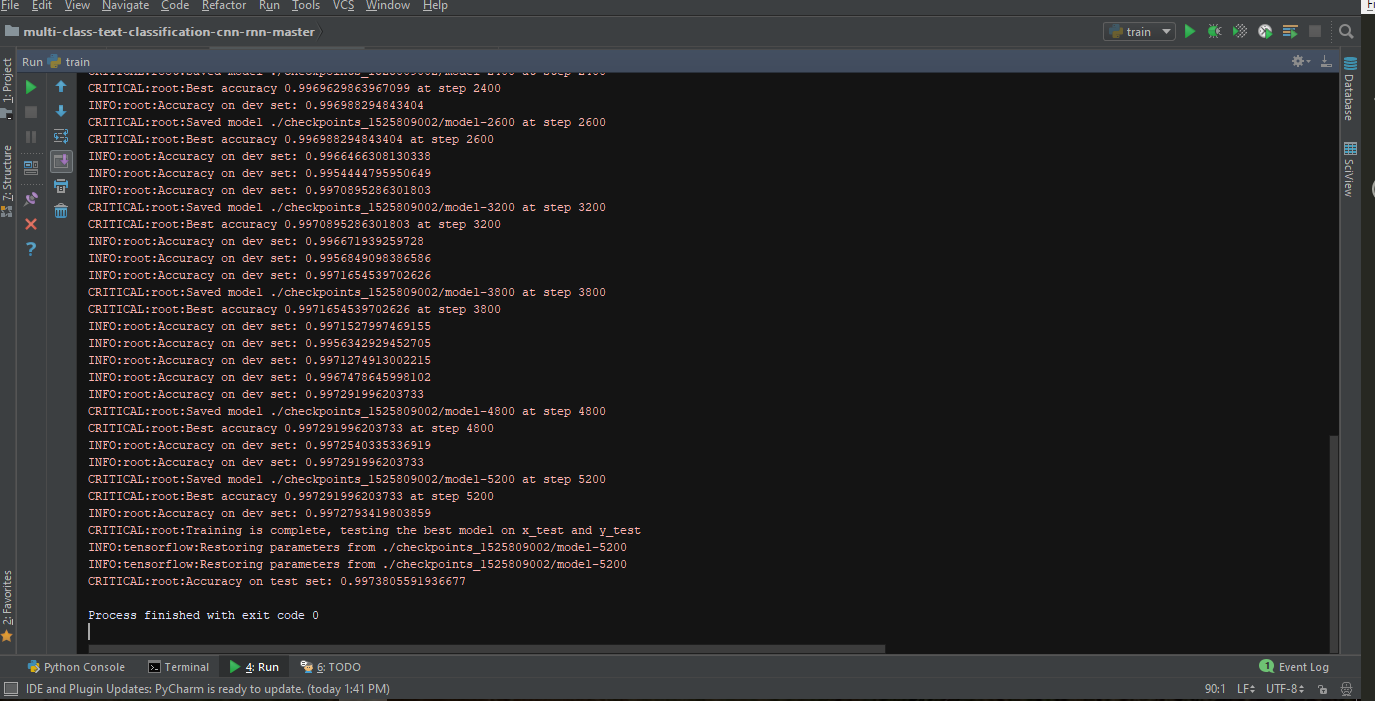 File Edit View Navigate Code Refactor Run Tools VCS Window Help
multi-class-text-classification-cnn-rnn-master
train
Run train
1: Project
7: Structure
2: Favorites
CRITICAL:root:Saved model ./checkpoints_1525809002/model-2400 at step 2400
CRITICAL:root:Best accuracy 0.9969629863967099 at step 2400
INFO:root:Accuracy on dev set: 0.996988294843404
CRITICAL:root:Saved model ./checkpoints_1525809002/model-2600 at step 2600
CRITICAL:root:Best accuracy 0.996988294843404 at step 2600
INFO:root:Accuracy on dev set: 0.9966466308130338
INFO:root:Accuracy on dev set: 0.9954444795950649
INFO:root:Accuracy on dev set: 0.9970895286301803
CRITICAL:root:Saved model ./checkpoints_1525809002/model-3200 at step 3200
CRITICAL:root:Best accuracy 0.9970895286301803 at step 3200
INFO:root:Accuracy on dev set: 0.996671939259728
INFO:root:Accuracy on dev set: 0.9956849098386586
INFO:root:Accuracy on dev set: 0.9971654539702626
CRITICAL:root:Saved model ./checkpoints_1525809002/model-3800 at step 3800
CRITICAL:root:Best accuracy 0.9971654539702626 at step 3800
INFO:root:Accuracy on dev set: 0.9971527997469155
INFO:root:Accuracy on dev set: 0.9956342929452705
INFO:root:Accuracy on dev set: 0.9971274913002215
INFO:root:Accuracy on dev set: 0.9967478645998102
INFO:root:Accuracy on dev set: 0.997291996203733
CRITICAL:root:Saved model ./checkpoints_1525809002/model-4800 at step 4800
CRITICAL:root:Best accuracy 0.997291996203733 at step 4800
INFO:root:Accuracy on dev set: 0.9972540335336919
INFO:root:Accuracy on dev set: 0.997291996203733
CRITICAL:root:Saved model ./checkpoints_1525809002/model-5200 at step 5200
CRITICAL:root:Best accuracy 0.997291996203733 at step 5200
INFO:root:Accuracy on dev set: 0.9972793419803859
CRITICAL:root:Training is complete, testing the best model on x_test and y_test
INFO:tensorflow:Restoring parameters from ./checkpoints_1525809002/model-5200
INFO:tensorflow:Restoring parameters from ./checkpoints_1525809002/model-5200
CRITICAL:root:Accuracy on test set: 0.9973805591936677
Process finished with exit code 0
Database
SciView
Python Console Terminal 4: Run 6: TODO 1 Event Log
IDE and Plugin Updates: PyCharm is ready to update. (today 1:41 PM) 90:1 LF UTF-8